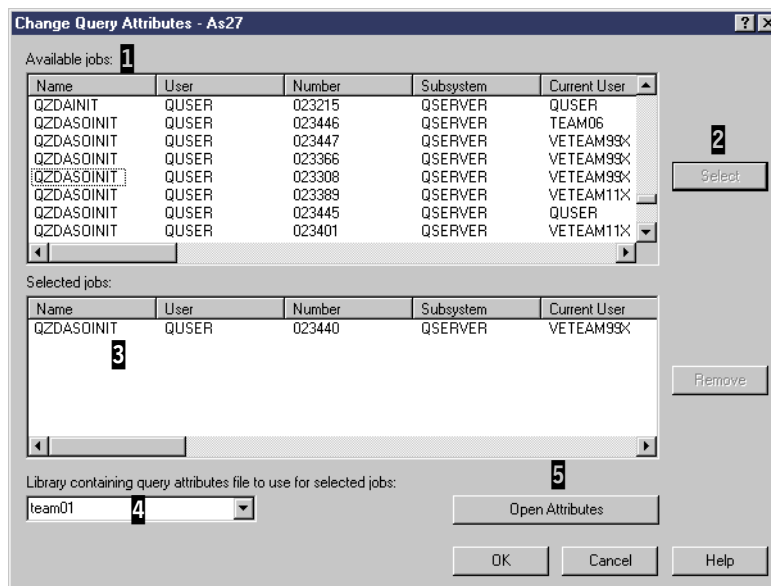 Change Query Attributes - As27
Available jobs: 1
Name User Number Subsystem Current User
QZDAINIT QUSER 023215 QSERVER QUSER
QZDASOINIT QUSER 023446 QSERVER TEAM06
QZDASOINIT QUSER 023447 QSERVER VETEAM99X
QZDASOINIT QUSER 023366 QSERVER VETEAM99X
QZDASOINIT QUSER 023308 QSERVER VETEAM99X
QZDASOINIT QUSER 023389 QSERVER VETEAM11X
QZDASOINIT QUSER 023445 QSERVER QUSER
QZDASOINIT QUSER 023401 QSERVER VETEAM11X
2
Select
Selected jobs:
Name User Number Subsystem Current User
QZDASOINIT QUSER 023440 QSERVER VETEAM99X
3
Remove
Library containing query attributes file to use for selected jobs:
team01 4
5
Open Attributes
OK Cancel Help